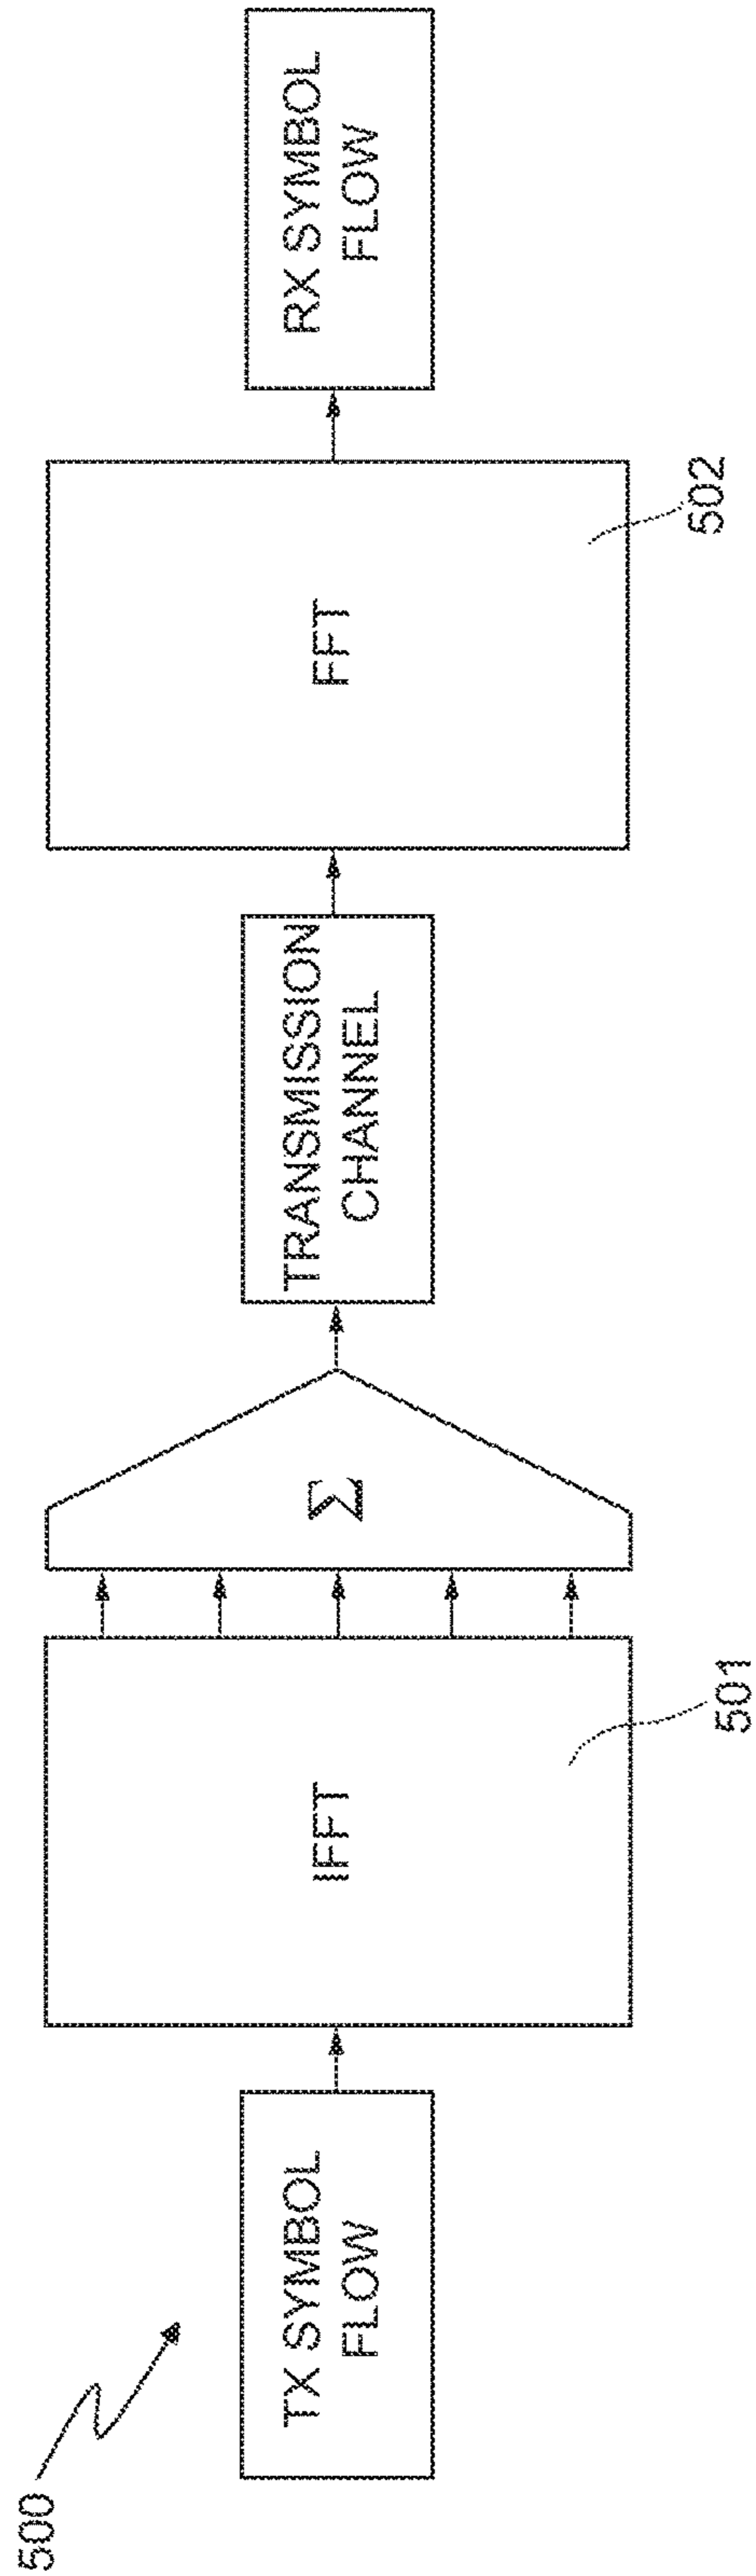 500
TX SYMBOL
FLOW
IFFT
501
Σ
TRANSMISSION
CHANNEL
FFT
502
RX SYMBOL
FLOW